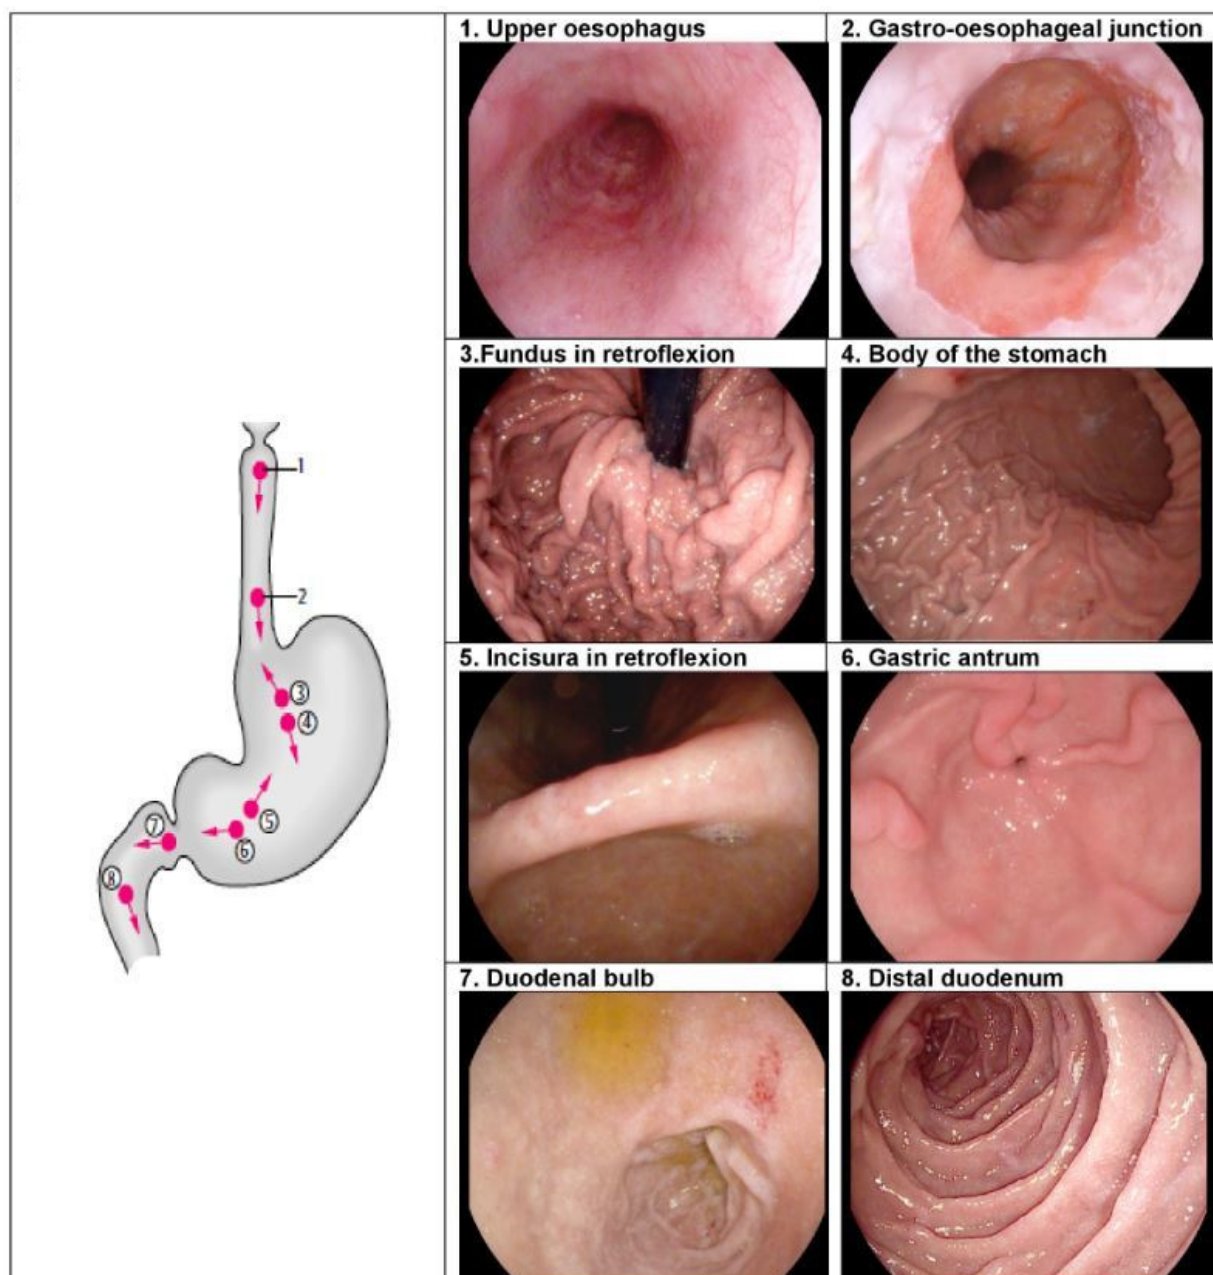 1. Upper oesophagus
2. Gastro-oesophageal junction
3.Fundus in retroflexion
4. Body of the stomach
5. Incisura in retroflexion
6. Gastric antrum
7. Duodenal bulb
8. Distal duodenum
1
2
3
4
5
6
7
8